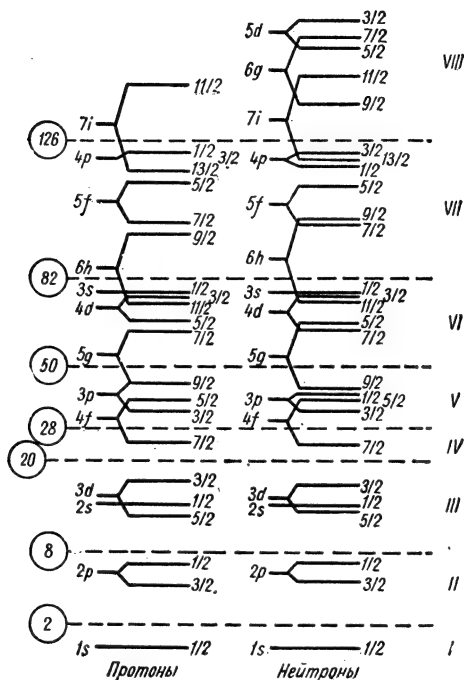 5d 3/2
7/2
5/2
6g VIII
11/2 11/2
9/2
7i 7i
126
4p 1/2 3/2 4p 3/2
13/2 13/2
1/2
5/2 5/2
5f 5f VII
7/2 9/2
9/2 7/2
6h 6h
82
3s 1/2 3s 1/2
3/2 3/2
4d 11/2 4d 11/2
5/2 5/2 VI
7/2 7/2
5g 5g
50
9/2 9/2
3p 5/2 3p 1/2 5/2 V
4f 3/2 4f 3/2
28
7/2 7/2 IV
20
3/2 3/2
3d 3d
2s 1/2 2s 1/2 III
5/2 5/2
8
1/2 1/2
2p 2p
3/2 3/2 II
2
1s 1/2 1s 1/2 I
Протоны Нейтроны